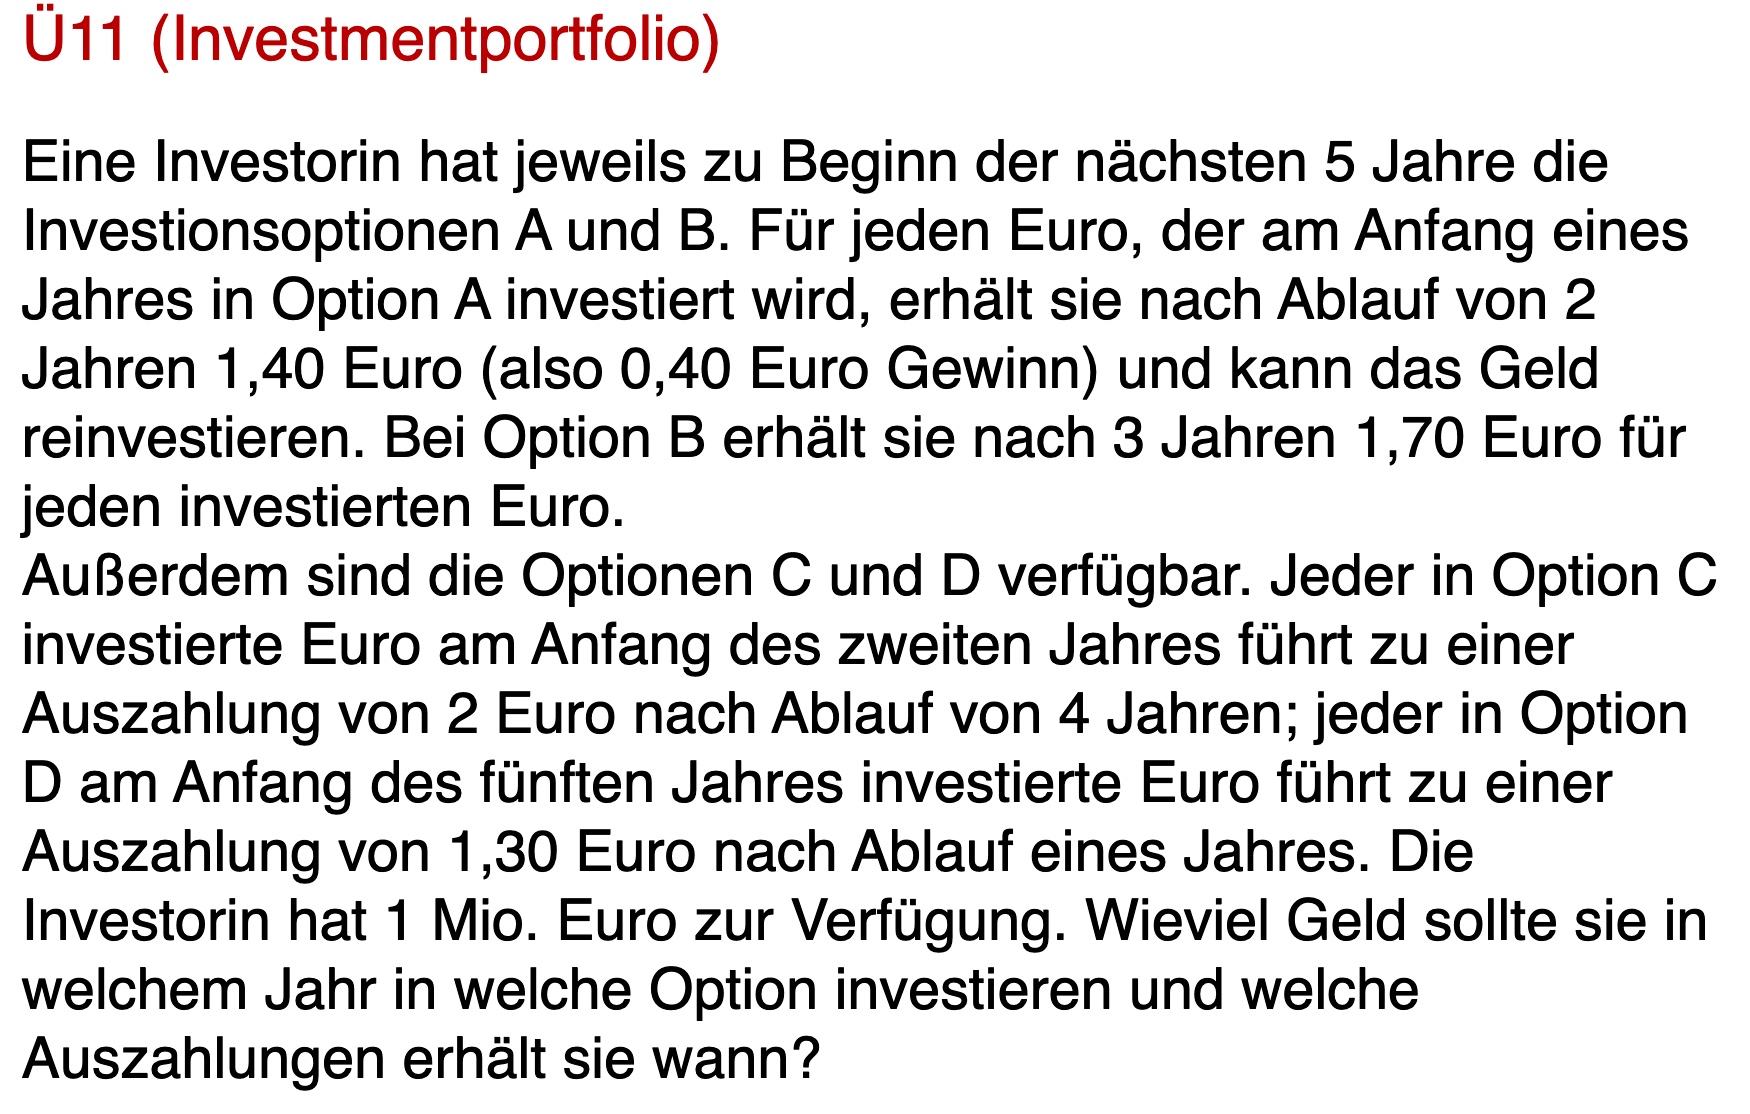 Ü11 (Investmentportfolio)
Eine Investorin hat jeweils zu Beginn der nächsten 5 Jahre die
Investionsoptionen A und B. Für jeden Euro, der am Anfang eines
Jahres in Option A investiert wird, erhält sie nach Ablauf von 2
Jahren 1,40 Euro (also 0,40 Euro Gewinn) und kann das Geld
reinvestieren. Bei Option B erhält sie nach 3 Jahren 1,70 Euro für
jeden investierten Euro.
Außerdem sind die Optionen C und D verfügbar. Jeder in Option C
investierte Euro am Anfang des zweiten Jahres führt zu einer
Auszahlung von 2 Euro nach Ablauf von 4 Jahren; jeder in Option
D am Anfang des fünften Jahres investierte Euro führt zu einer
Auszahlung von 1,30 Euro nach Ablauf eines Jahres. Die
Investorin hat 1 Mio. Euro zur Verfügung. Wieviel Geld sollte sie in
welchem Jahr in welche Option investieren und welche
Auszahlungen erhält sie wann?